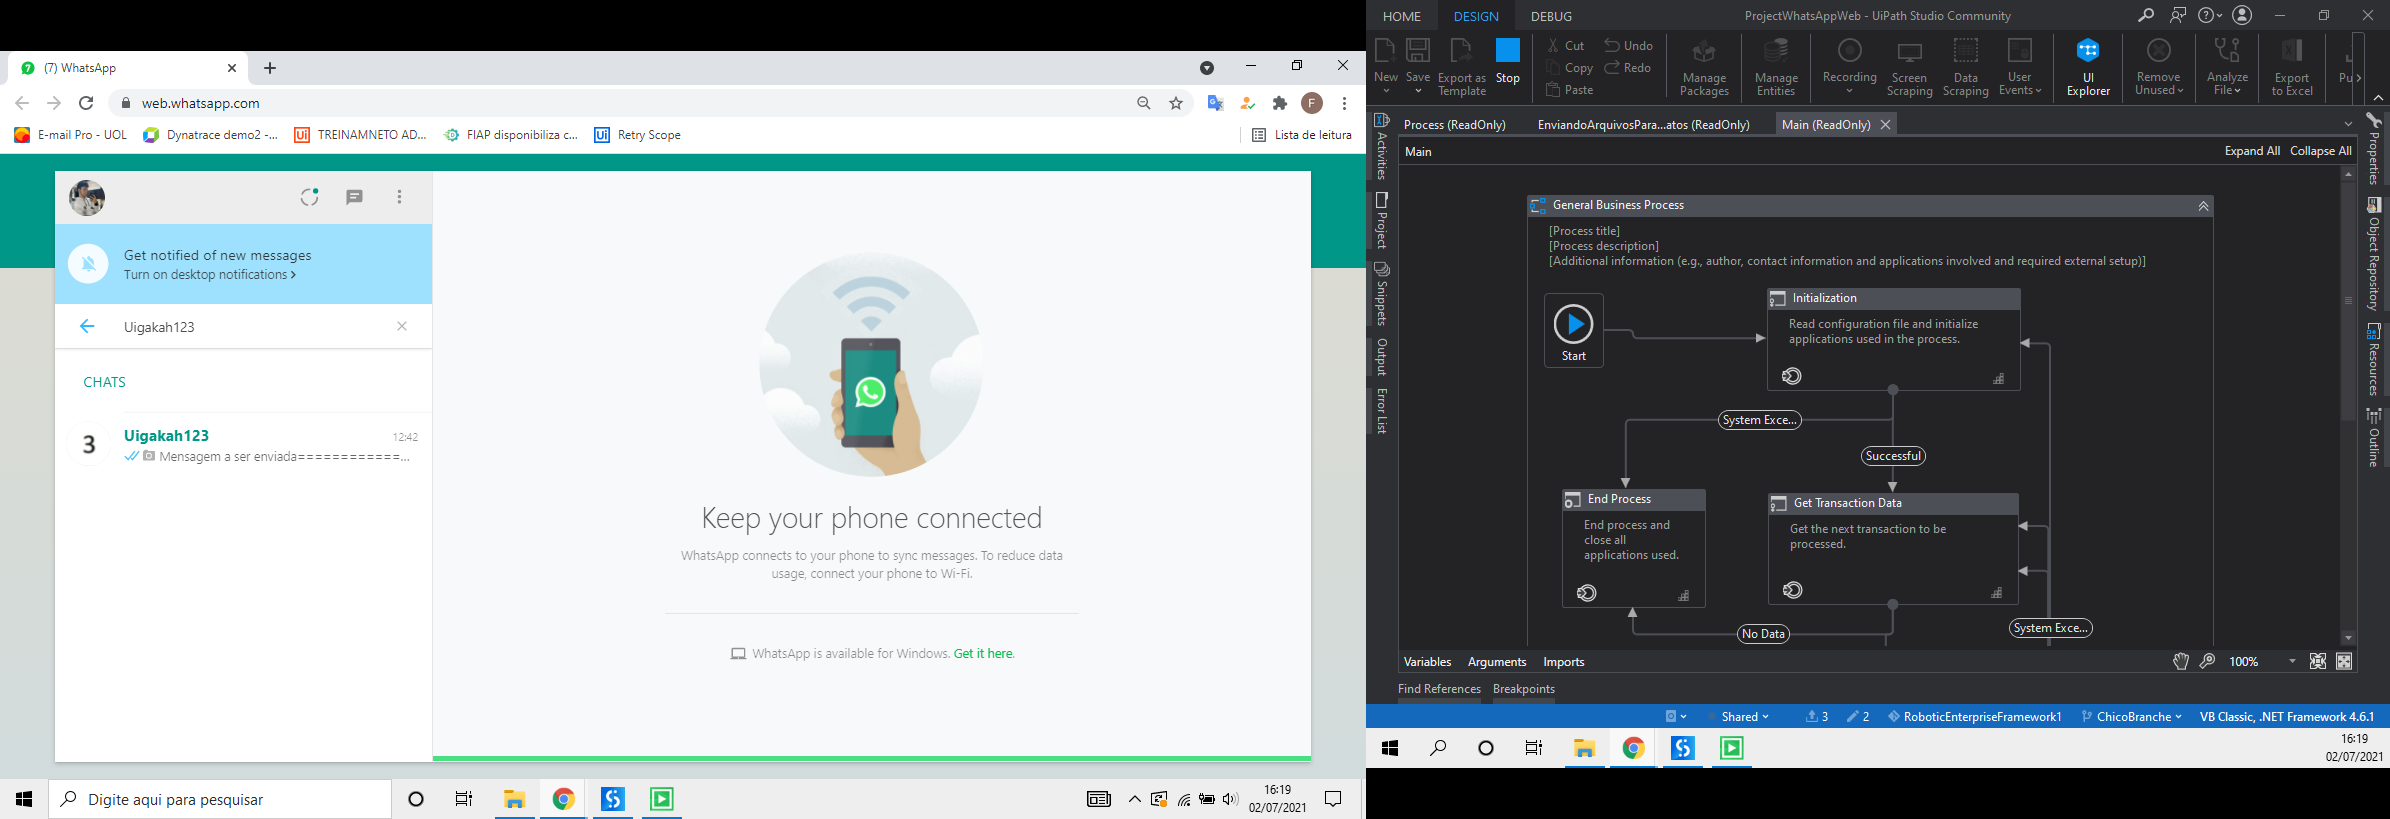 (7) WhatsApp
web.whatsapp.com
E-mail Pro - UOL
Dynatrace demo2 -...
TREINAMNETO AD...
FIAP disponibiliza c...
Retry Scope
Lista de leitura
F
Get notified of new messages
Turn on desktop notifications >
Uigakah123
CHATS
3
Uigakah123
12:42
Mensagem a ser enviada============...
Keep your phone connected
WhatsApp connects to your phone to sync messages. To reduce data
usage, connect your phone to Wi-Fi.
WhatsApp is available for Windows. Get it here.
Digite aqui para pesquisar
16:19
02/07/2021
HOME DESIGN DEBUG
ProjectWhatsAppWeb - UiPath Studio Community
New
Save
Export as
Template
Stop
Cut
Copy
Paste
Undo
Redo
Manage
Packages
Manage
Entities
Recording
Screen
Scraping
Data
Scraping
User
Events
UI
Explorer
Remove
Unused
Analyze
File
Export
to Excel
Pu
Process (ReadOnly)
EnviandoArquivosPara...atos (ReadOnly)
Main (ReadOnly)
Main
Expand All Collapse All
Activities
Project
Snippets
Output
Error List
General Business Process
[Process title]
[Process description]
[Additional information (e.g., author, contact information and applications involved and required external setup)]
Start
Initialization
Read configuration file and initialize
applications used in the process.
System Exce...
Successful
End Process
End process and
close all
applications used.
Get Transaction Data
Get the next transaction to be
processed.
No Data
System Exce...
Properties
Object Repository
Resources
Outline
Variables Arguments Imports
100%
Find References Breakpoints
Shared
3
2
RoboticEnterpriseFramework1
ChicoBranche
VB Classic, .NET Framework 4.6.1
16:19
02/07/2021